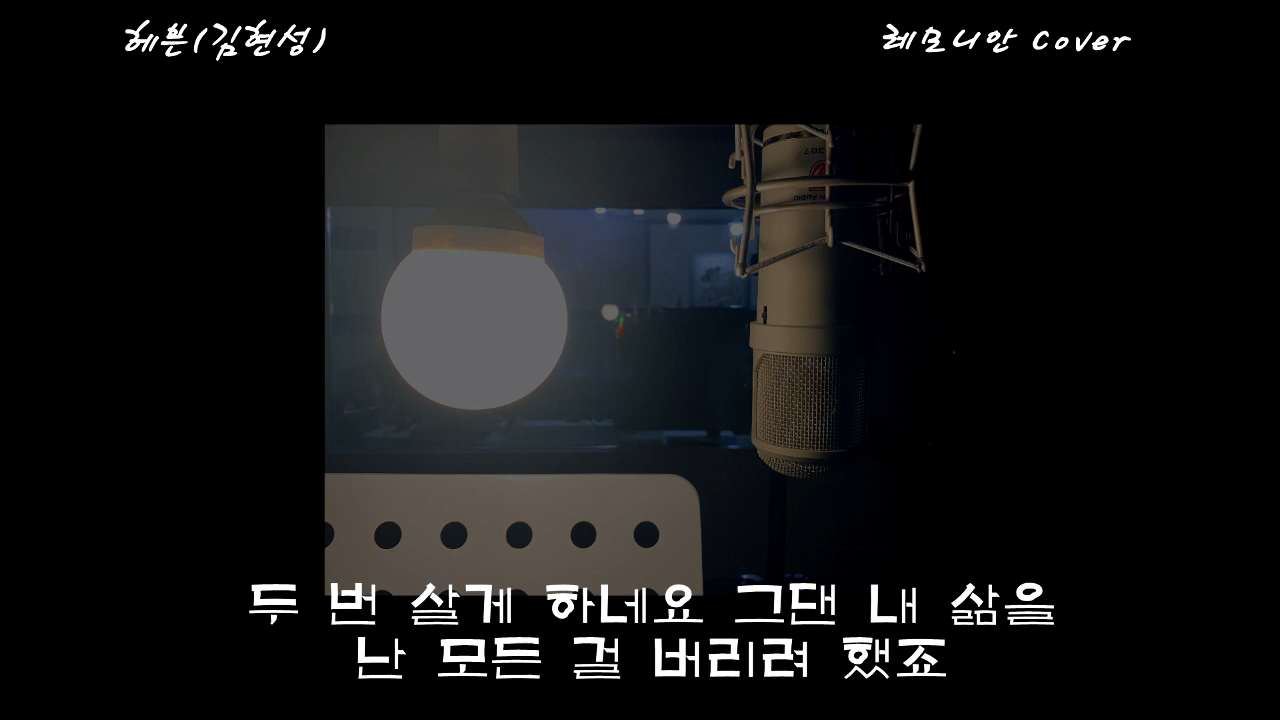 헤븐(김현성)
레모니안 Cover
두 번 살게 하네요 그댄 내 삶을
난 모든 걸 버리려 했죠